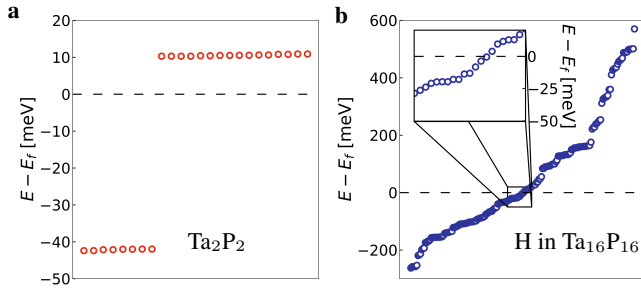 a
20
10
0
−10
−20
−30
−40
−50
E − E_f [meV]
Ta₂P₂
b
600
400
200
0
−200
E − E_f [meV]
0
−25
−50
E − E_f [meV]
H in Ta₁₆P₁₆